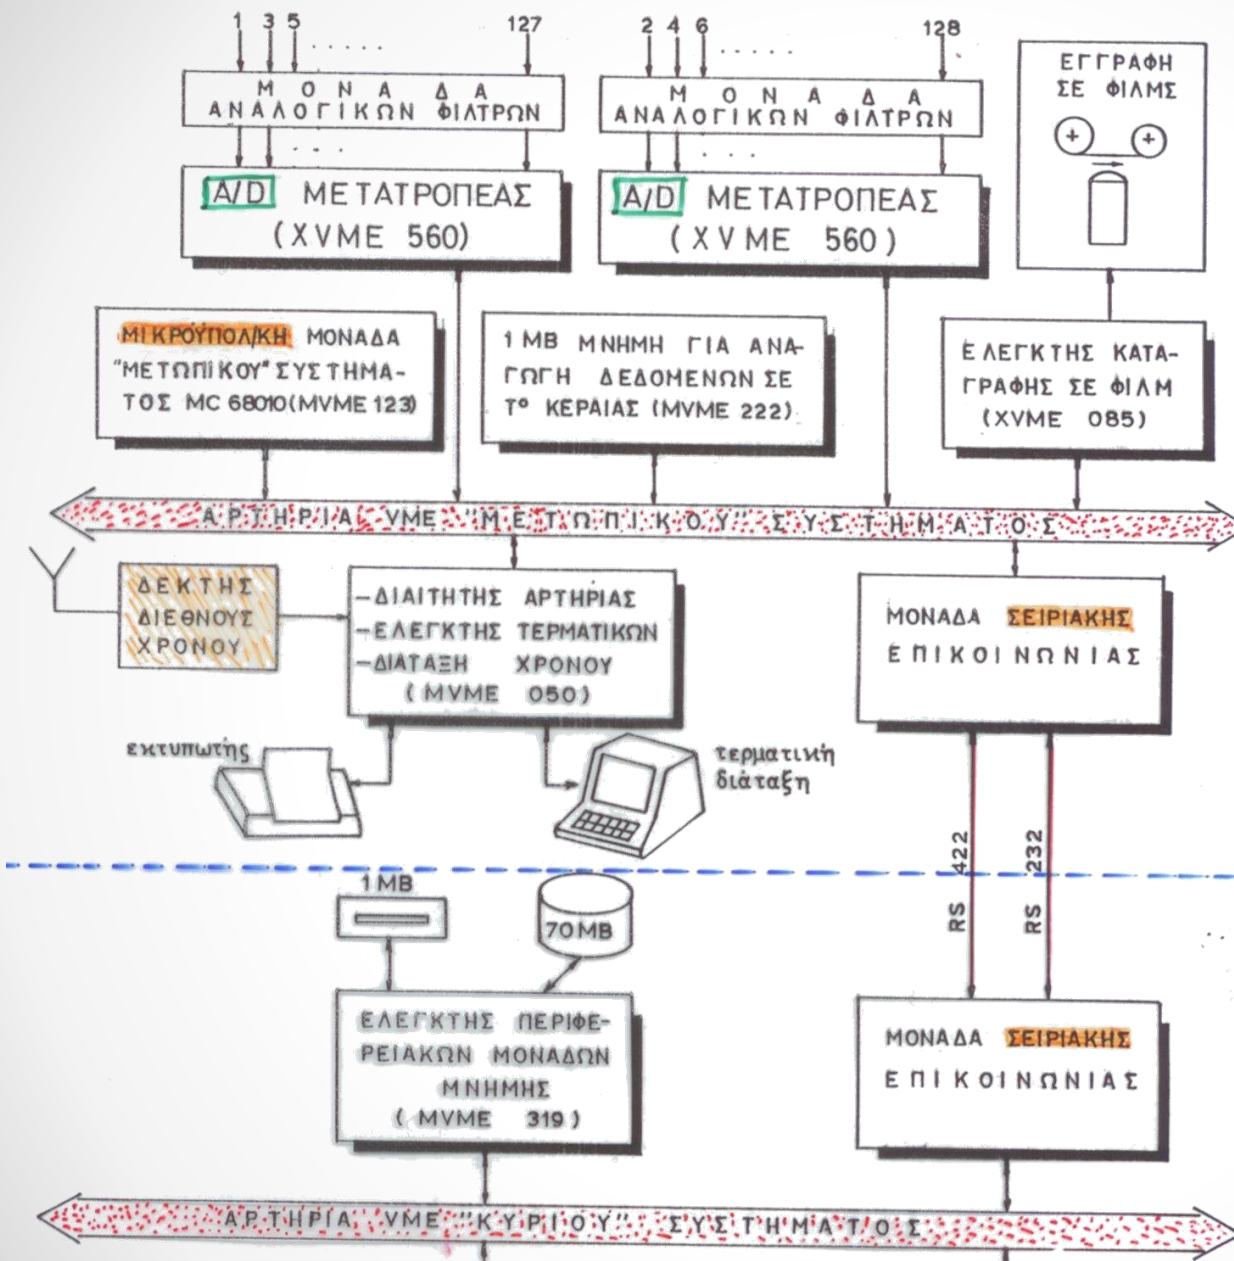 1 3 5 ..... 127
2 4 6 ..... 128
ΜΟΝΑΔΑ
ΑΝΑΛΟΓΙΚΩΝ ΦΙΛΤΡΩΝ
ΜΟΝΑΔΑ
ΑΝΑΛΟΓΙΚΩΝ ΦΙΛΤΡΩΝ
ΕΓΓΡΑΦΗ
ΣΕ ΦΙΛΜΣ
...
...
A/D ΜΕΤΑΤΡΟΠΕΑΣ
(XVME 560)
A/D ΜΕΤΑΤΡΟΠΕΑΣ
(XVME 560)
ΜΙΚΡΟΫΠΟΛ/ΚΗ ΜΟΝΑΔΑ
"ΜΕΤΩΠΙΚΟΥ" ΣΥΣΤΗΜΑ-
ΤΟΣ MC 68010 (MVME 123)
1 MB ΜΝΗΜΗ ΓΙΑ ΑΝΑ-
ΓΩΓΗ ΔΕΔΟΜΕΝΩΝ ΣΕ
Τ° ΚΕΡΑΙΑΣ (MVME 222)
ΕΛΕΓΚΤΗΣ ΚΑΤΑ-
ΓΡΑΦΗΣ ΣΕ ΦΙΛΜ
(XVME 085)
ΑΡΤΗΡΙΑ VME "ΜΕΤΩΠΙΚΟΥ" ΣΥΣΤΗΜΑΤΟΣ
ΔΕΚΤΗΣ
ΔΙΕΘΝΟΥΣ
ΧΡΟΝΟΥ
-ΔΙΑΙΤΗΤΗΣ ΑΡΤΗΡΙΑΣ
-ΕΛΕΓΚΤΗΣ ΤΕΡΜΑΤΙΚΩΝ
-ΔΙΑΤΑΞΗ ΧΡΟΝΟΥ
(MVME 050)
ΜΟΝΑΔΑ ΣΕΙΡΙΑΚΗΣ
ΕΠΙΚΟΙΝΩΝΙΑΣ
εκτυπωτής
τερματική
διάταξη
RS 422
RS 232
1 MB
70 MB
ΕΛΕΓΚΤΗΣ ΠΕΡΙΦΕ-
ΡΕΙΑΚΩΝ ΜΟΝΑΔΩΝ
ΜΝΗΜΗΣ
(MVME 319)
ΜΟΝΑΔΑ ΣΕΙΡΙΑΚΗΣ
ΕΠΙΚΟΙΝΩΝΙΑΣ
ΑΡΤΗΡΙΑ VME "ΚΥΡΙΟΥ" ΣΥΣΤΗΜΑΤΟΣ